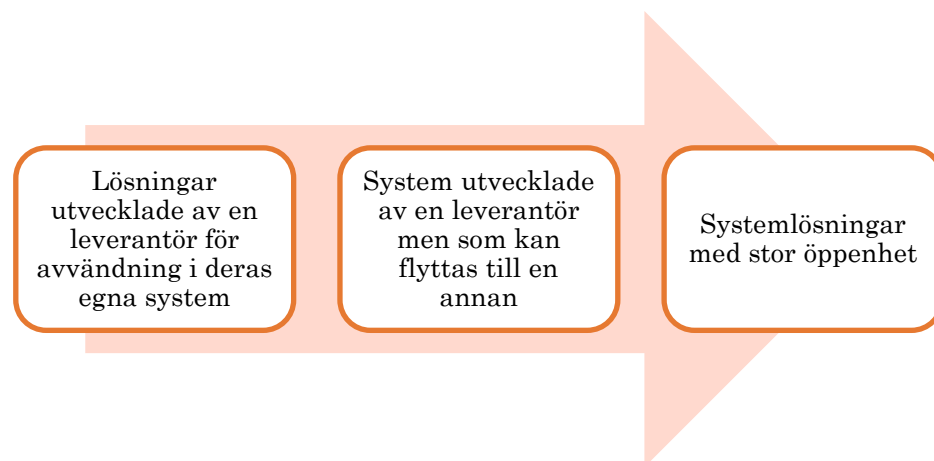 Lösningar
utvecklade av en
leverantör för
avvändning i deras
egna system
System utvecklade
av en leverantör
men som kan
flyttas till en
annan
Systemlösningar
med stor öppenhet